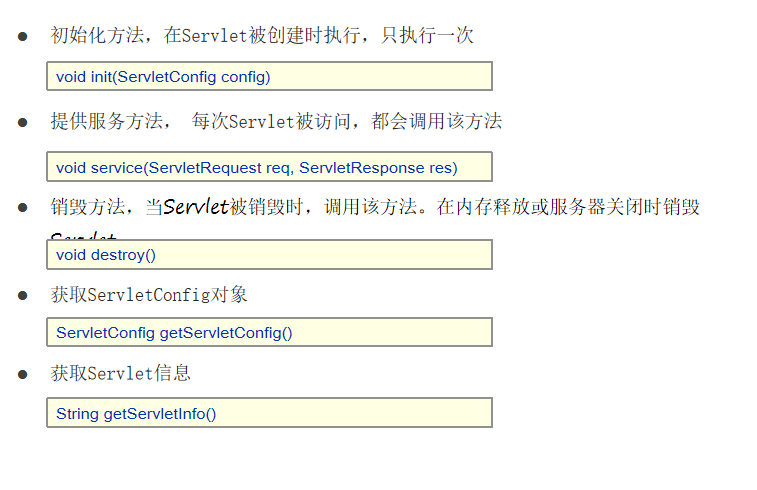 初始化方法，在Servlet被创建时执行，只执行一次
void init(ServletConfig config)
提供服务方法， 每次Servlet被访问，都会调用该方法
void service(ServletRequest req, ServletResponse res)
销毁方法，当Servlet被销毁时，调用该方法。在内存释放或服务器关闭时销毁
Servlet
void destroy()
获取ServletConfig对象
ServletConfig getServletConfig()
获取Servlet信息
String getServletInfo()